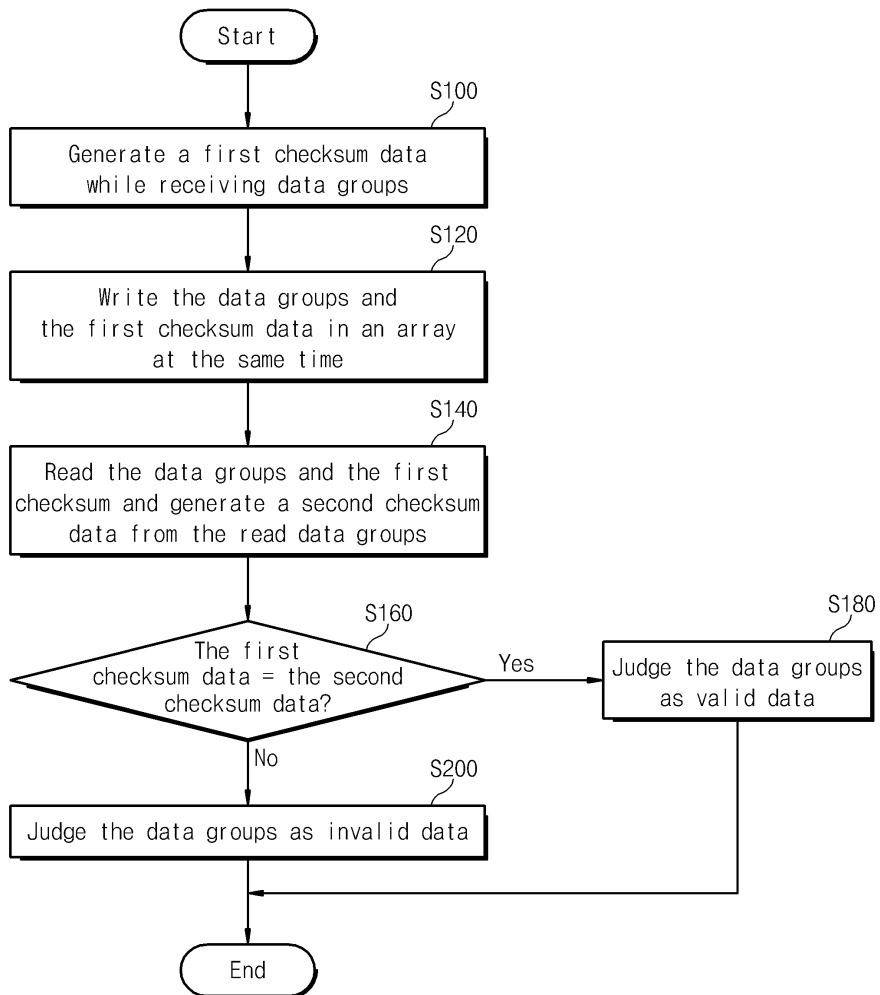 Start
S100
Generate a first checksum data
while receiving data groups
S120
Write the data groups and
the first checksum data in an array
at the same time
S140
Read the data groups and the first
checksum and generate a second checksum
data from the read data groups
S160
The first
checksum data = the second
checksum data?
Yes
S180
Judge the data groups
as valid data
No
S200
Judge the data groups as invalid data
End